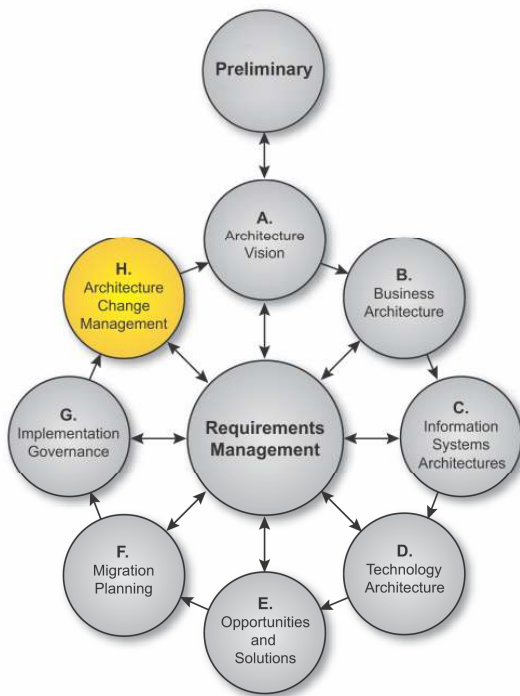 Preliminary
A.
Architecture
Vision
B.
Business
Architecture
C.
Information
Systems
Architectures
D.
Technology
Architecture
E.
Opportunities
and
Solutions
F.
Migration
Planning
G.
Implementation
Governance
H.
Architecture
Change
Management
Requirements
Management